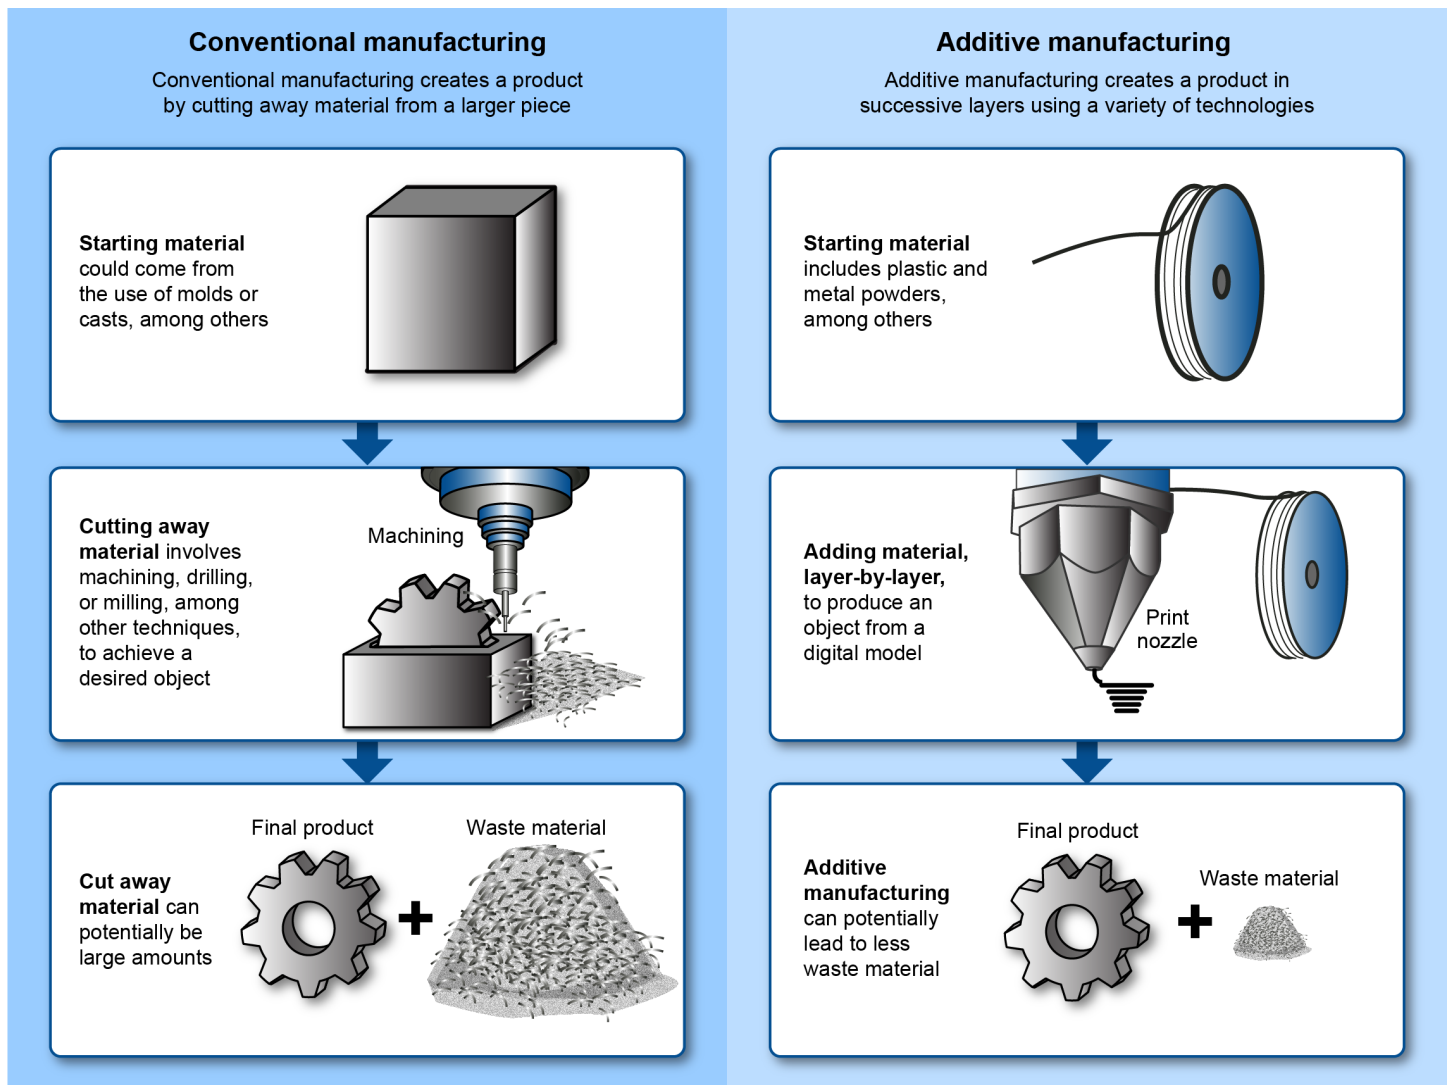 Conventional manufacturing
Conventional manufacturing creates a product
by cutting away material from a larger piece
Starting material
could come from
the use of molds or
casts, among others
Cutting away
material involves
machining, drilling,
or milling, among
other techniques,
to achieve a
desired object
Machining
Cut away
material can
potentially be
large amounts
Final product
+
Waste material
Additive manufacturing
Additive manufacturing creates a product in
successive layers using a variety of technologies
Starting material
includes plastic and
metal powders,
among others
Adding material,
layer-by-layer,
to produce an
object from a
digital model
Print
nozzle
Additive
manufacturing
can potentially
lead to less
waste material
Final product
+
Waste material